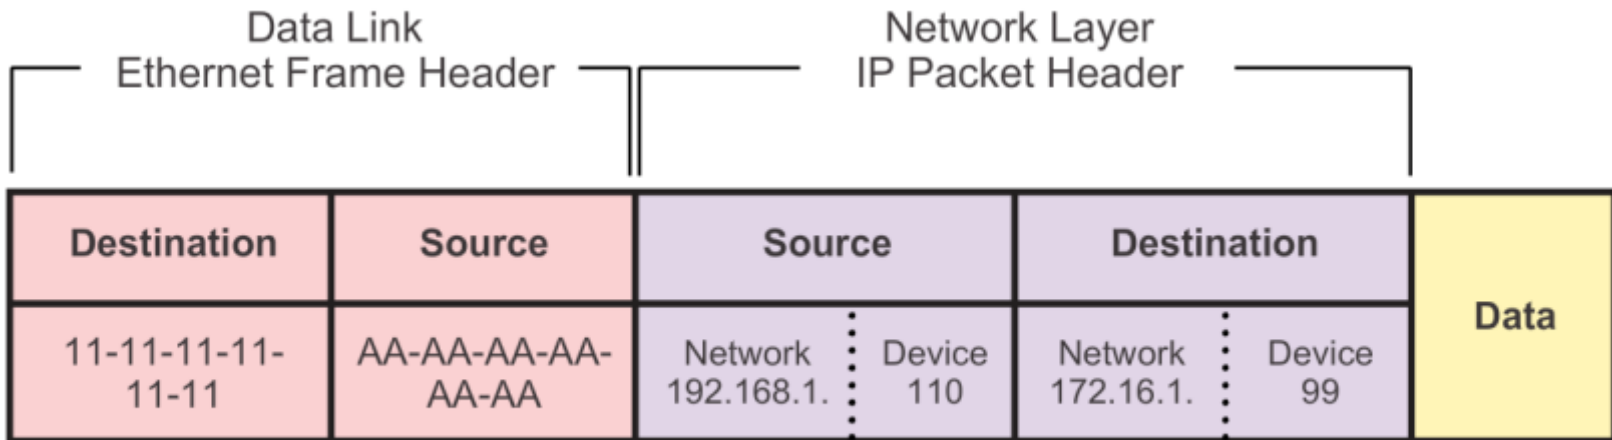 Data Link
Ethernet Frame Header
Network Layer
IP Packet Header
Destination
Source
Source
Destination
Data
11-11-11-11-
11-11
AA-AA-AA-AA-
AA-AA
Network
192.168.1.
Device
110
Network
172.16.1.
Device
99